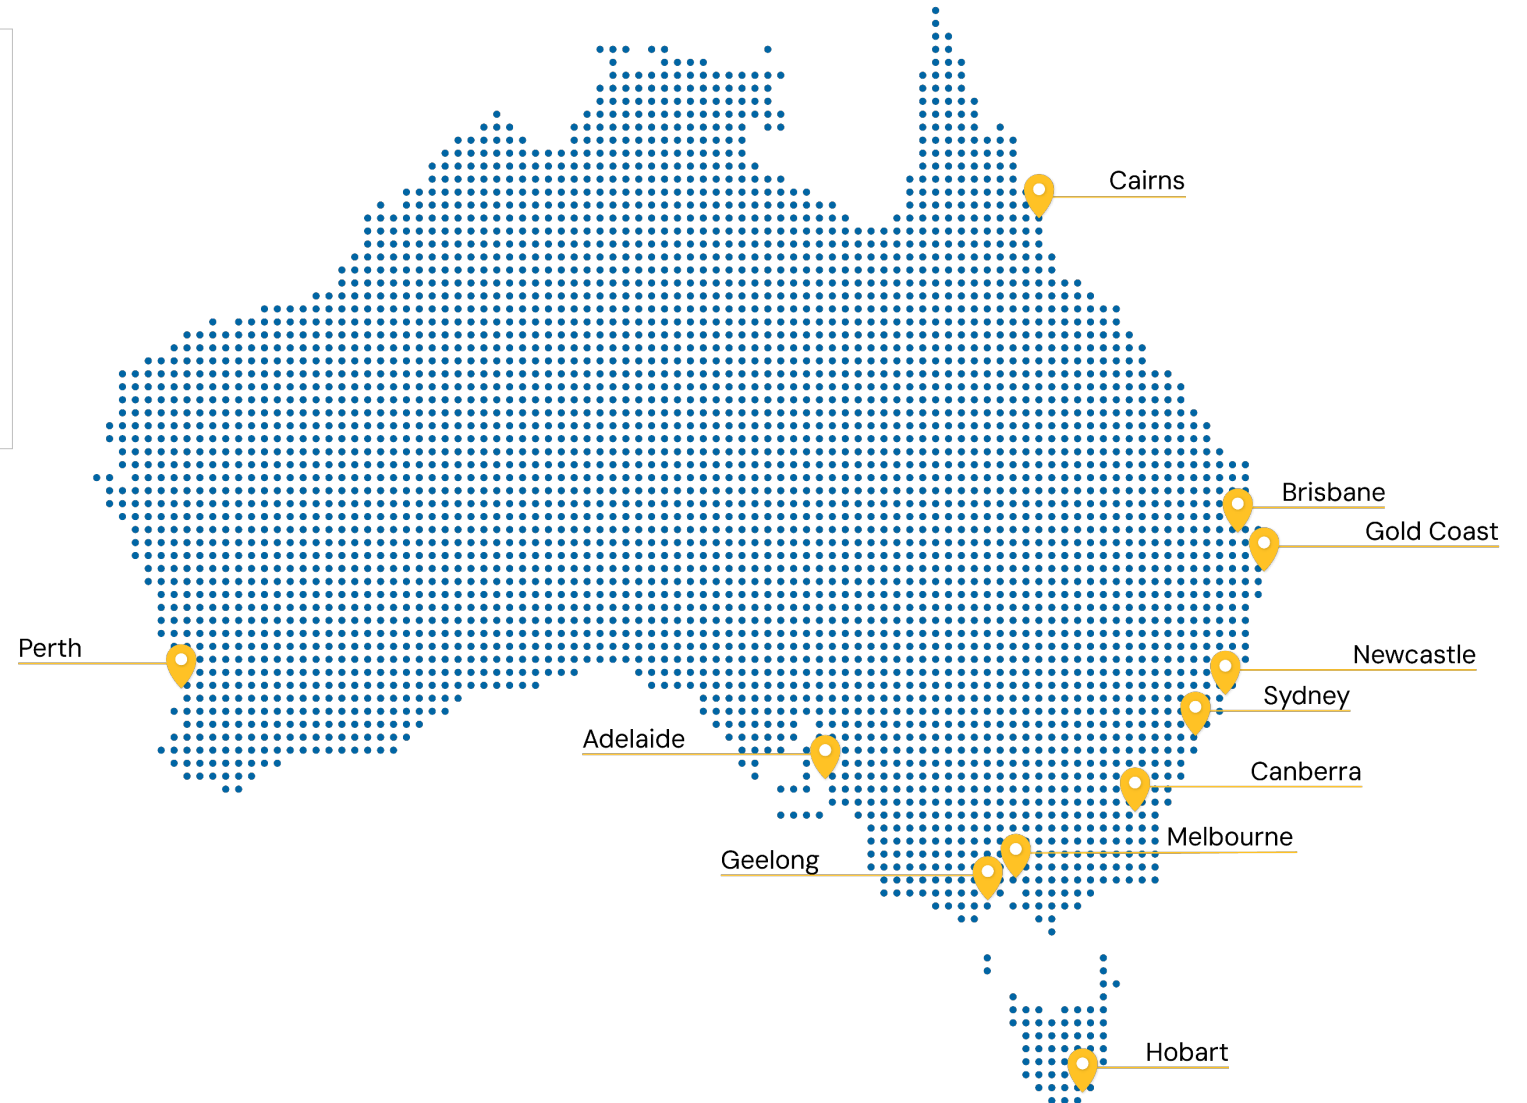 Cairns
Brisbane
Gold Coast
Perth
Newcastle
Sydney
Adelaide
Canberra
Melbourne
Geelong
Hobart